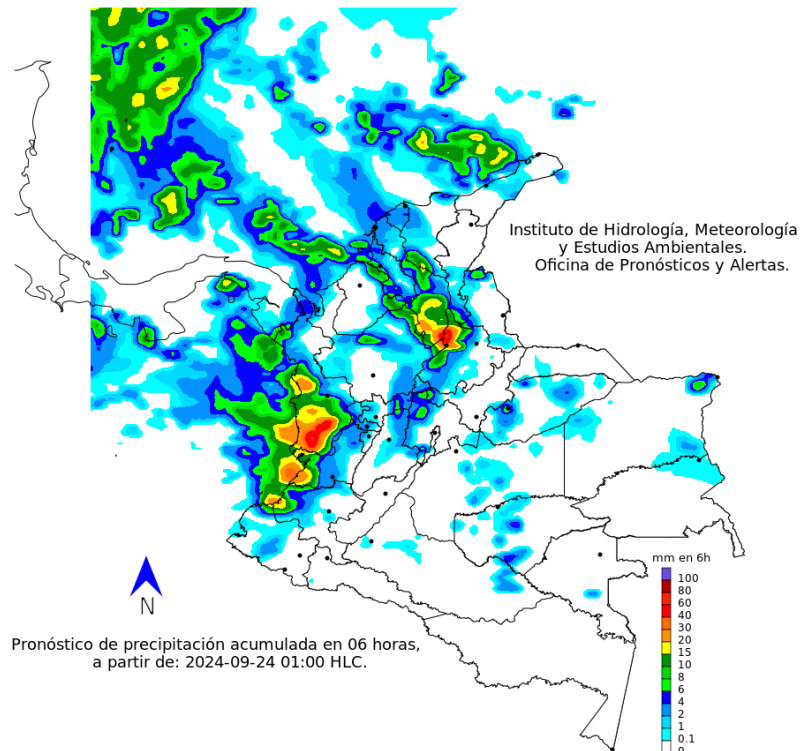 Instituto de Hidrología, Meteorología
y Estudios Ambientales.
Oficina de Pronósticos y Alertas.
mm en 6h
100
80
60
40
30
20
15
10
8
6
4
2
1
0.1
0
N
Pronóstico de precipitación acumulada en 06 horas,
a partir de: 2024-09-24 01:00 HLC.